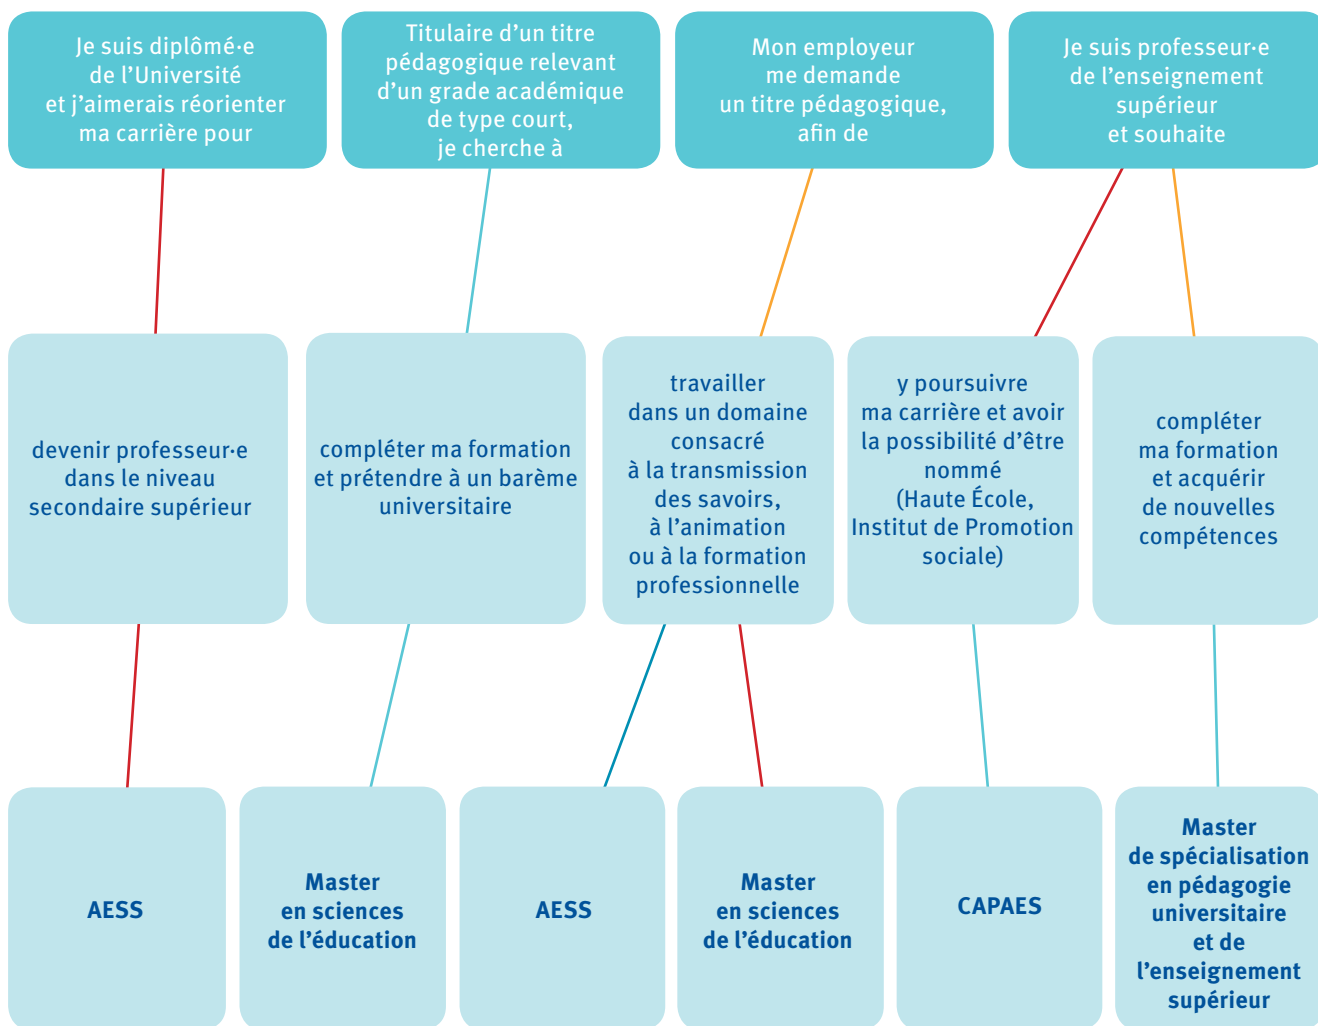 Je suis diplômé·e
de l’Université
et j’aimerais réorienter
ma carrière pour
Titulaire d’un titre
pédagogique relevant
d’un grade académique
de type court,
je cherche à
Mon employeur
me demande
un titre pédagogique,
afin de
Je suis professeur·e
de l’enseignement
supérieur
et souhaite
devenir professeur·e
dans le niveau
secondaire supérieur
compléter ma formation
et prétendre à un barème
universitaire
travailler
dans un domaine
consacré
à la transmission
des savoirs,
à l’animation
ou à la formation
professionnelle
y poursuivre
ma carrière et avoir
la possibilité d’être
nommé
(Haute École,
Institut de Promotion
sociale)
compléter
ma formation
et acquérir
de nouvelles
compétences
AESS
Master
en sciences
de l’éducation
AESS
Master
en sciences
de l’éducation
CAPAES
Master
de spécialisation
en pédagogie
universitaire
et de
l’enseignement
supérieur